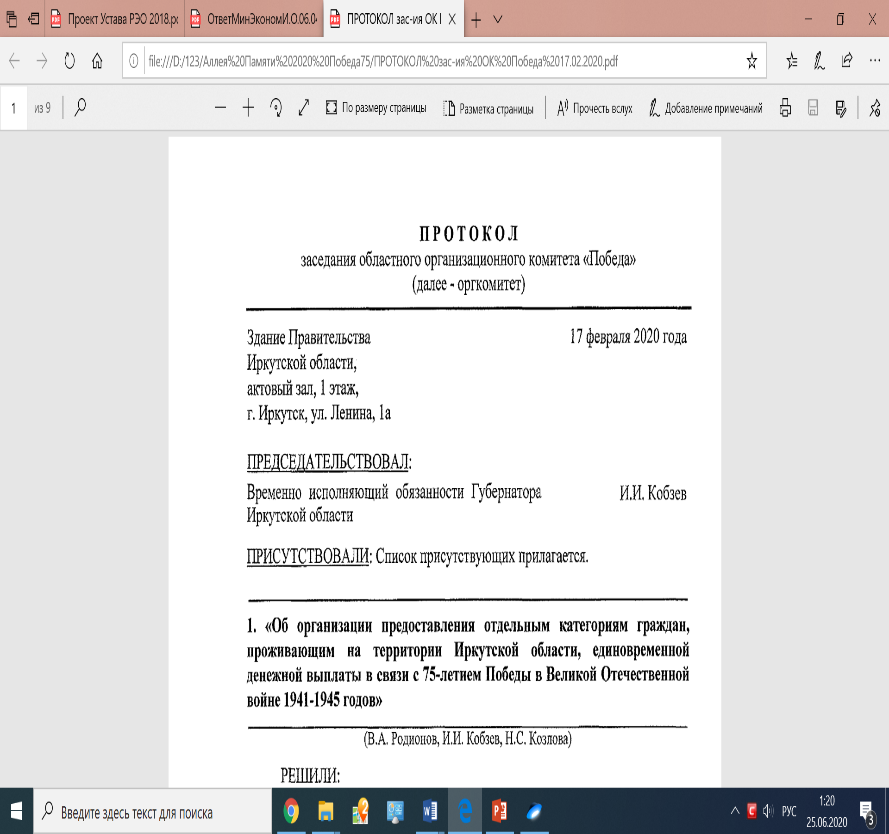 Проект Устава РЭО 2018.pd
ОтветМинЭкономИ.О.06.04
ПРОТОКОЛ зас-ия ОК І
file:///D:/123/Аллея%20Памяти%202020%20Победа75/ПРОТОКОЛ%20зас-ия%20ОК%20Победа%2017.02.2020.pdf
1 из 9
По размеру страницы
Разметка страницы
Прочесть вслух
Добавление примечаний
ПРОТОКОЛ
заседания областного организационного комитета «Победа»
(далее - оргкомитет)
Здание Правительства 17 февраля 2020 года
Иркутской области,
актовый зал, 1 этаж,
г. Иркутск, ул. Ленина, 1а
ПРЕДСЕДАТЕЛЬСТВОВАЛ:
Временно исполняющий обязанности Губернатора И.И. Кобзев
Иркутской области
ПРИСУТСТВОВАЛИ: Список присутствующих прилагается.
1. «Об организации предоставления отдельным категориям граждан,
проживающим на территории Иркутской области, единовременной
денежной выплаты в связи с 75-летием Победы в Великой Отечественной
войне 1941-1945 годов»
(В.А. Родионов, И.И. Кобзев, Н.С. Козлова)
РЕШИЛИ:
Введите здесь текст для поиска
РУС
1:20
25.06.2020
3